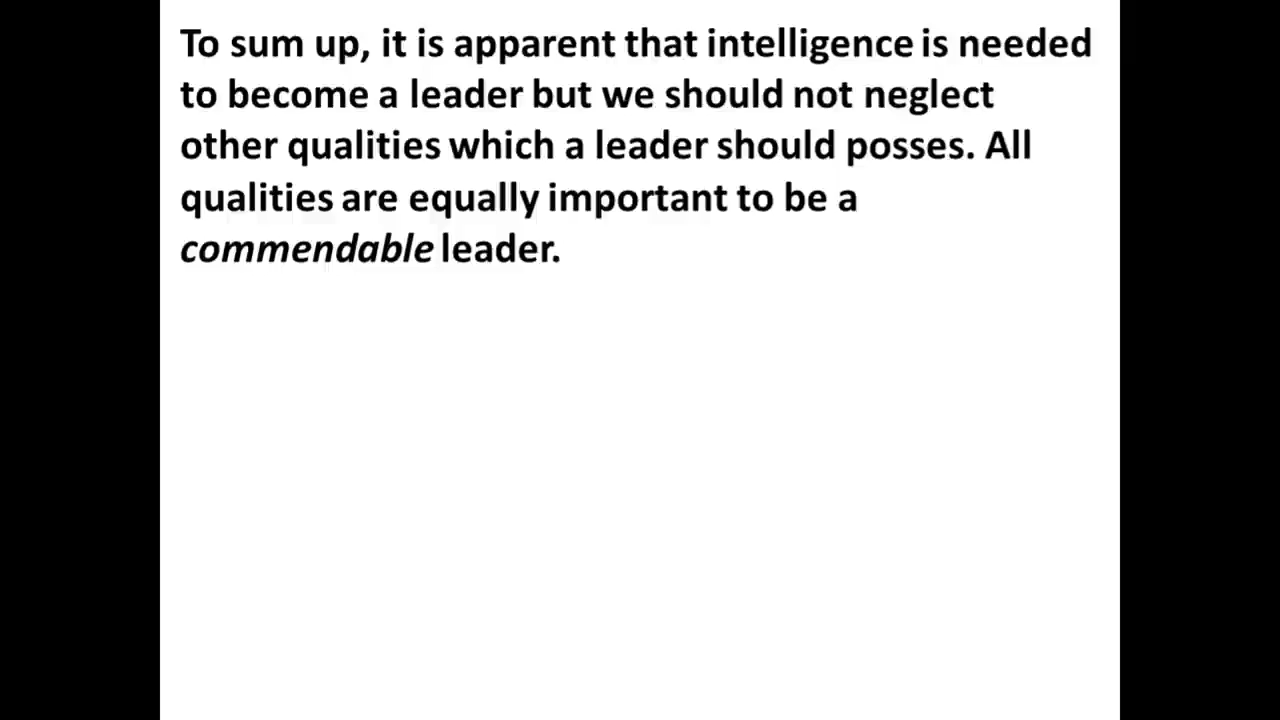 To sum up, it is apparent that intelligence is needed
to become a leader but we should not neglect
other qualities which a leader should posses. All
qualities are equally important to be a
commendable leader.